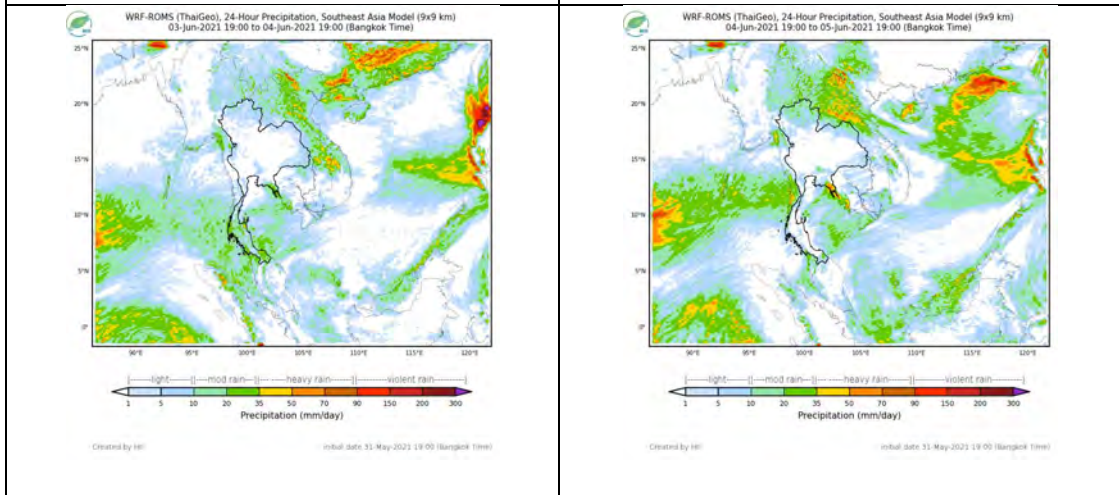 WRF-ROMS (ThaiGeo), 24-Hour Precipitation, Southeast Asia Model (9x9 km)
03-Jun-2021 19:00 to 04-Jun-2021 19:00 (Bangkok Time)
25°N
20°N
15°N
10°N
5°N
0°
90°E 95°E 100°E 105°E 110°E 115°E 120°E
|--------light-----||----mod rain---||--------heavy rain-------||---------violent rain---------|
1 5 10 20 35 50 70 90 150 200 300
Precipitation (mm/day)
Created by HII initial date 31-May-2021 19:00 (Bangkok Time)
WRF-ROMS (ThaiGeo), 24-Hour Precipitation, Southeast Asia Model (9x9 km)
04-Jun-2021 19:00 to 05-Jun-2021 19:00 (Bangkok Time)
25°N
20°N
15°N
10°N
5°N
0°
90°E 95°E 100°E 105°E 110°E 115°E 120°E
|--------light-----||----mod rain---||--------heavy rain-------||---------violent rain---------|
1 5 10 20 35 50 70 90 150 200 300
Precipitation (mm/day)
Created by HII initial date 31-May-2021 19:00 (Bangkok Time)